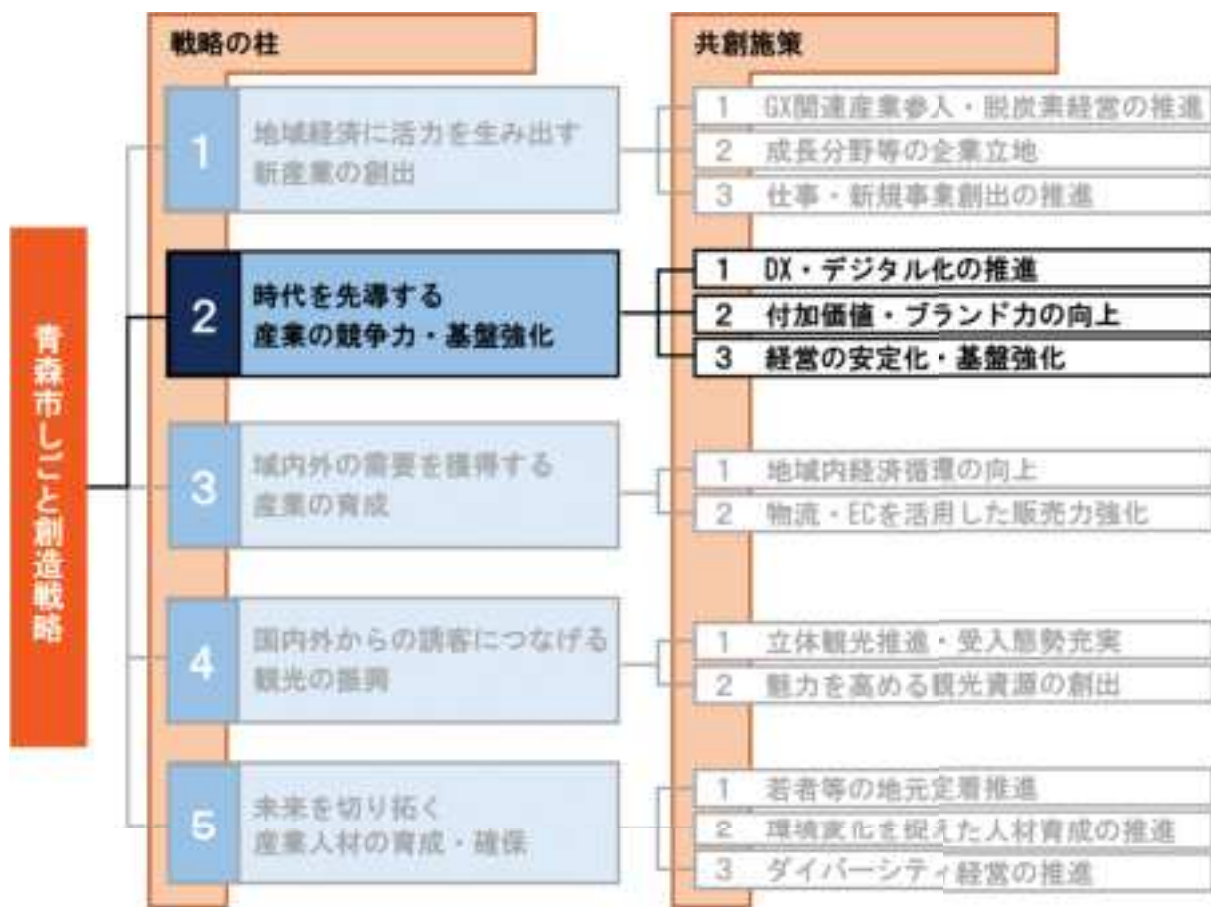 戦略の柱
共創施策
青森市しごと創造戦略
1
地域経済に活力を生み出す
新産業の創出
1 GX関連産業参入・脱炭素経営の推進
2 成長分野等の企業立地
3 仕事・新規事業創出の推進
2
時代を先導する
産業の競争力・基盤強化
1 DX・デジタル化の推進
2 付加価値・ブランド力の向上
3 経営の安定化・基盤強化
3
域内外の需要を獲得する
産業の育成
1 地域内経済循環の向上
2 物流・ECを活用した販売力強化
4
国内外からの誘客につなげる
観光の振興
1 立体観光推進・受入態勢充実
2 魅力を高める観光資源の創出
5
未来を切り拓く
産業人材の育成・確保
1 若者等の地元定着推進
2 環境変化を捉えた人材育成の推進
3 ダイバーシティ経営の推進